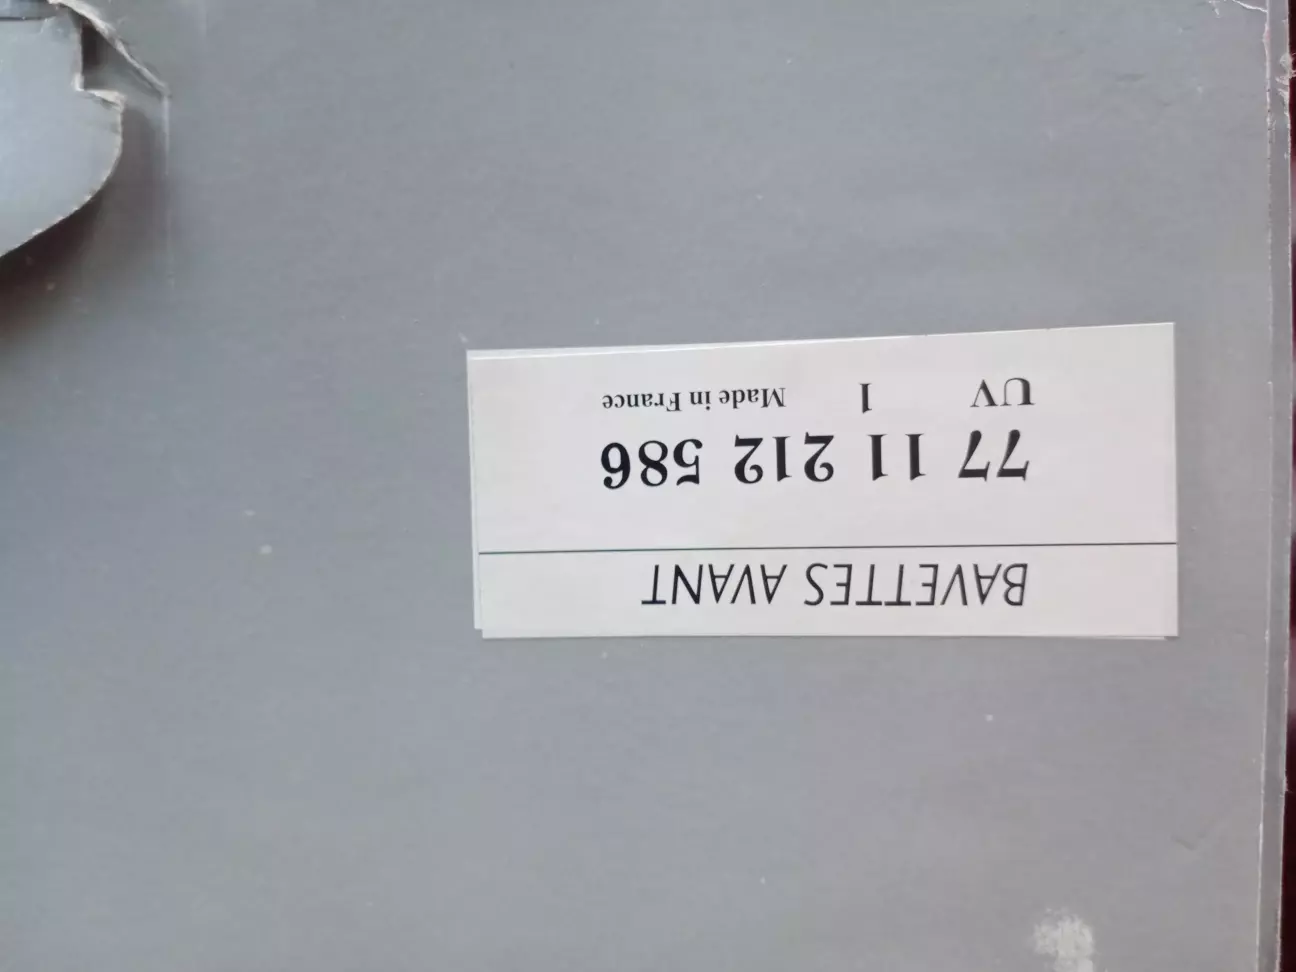 BAVETTES AVANT
77 11 212 586
UV 1 Made in France